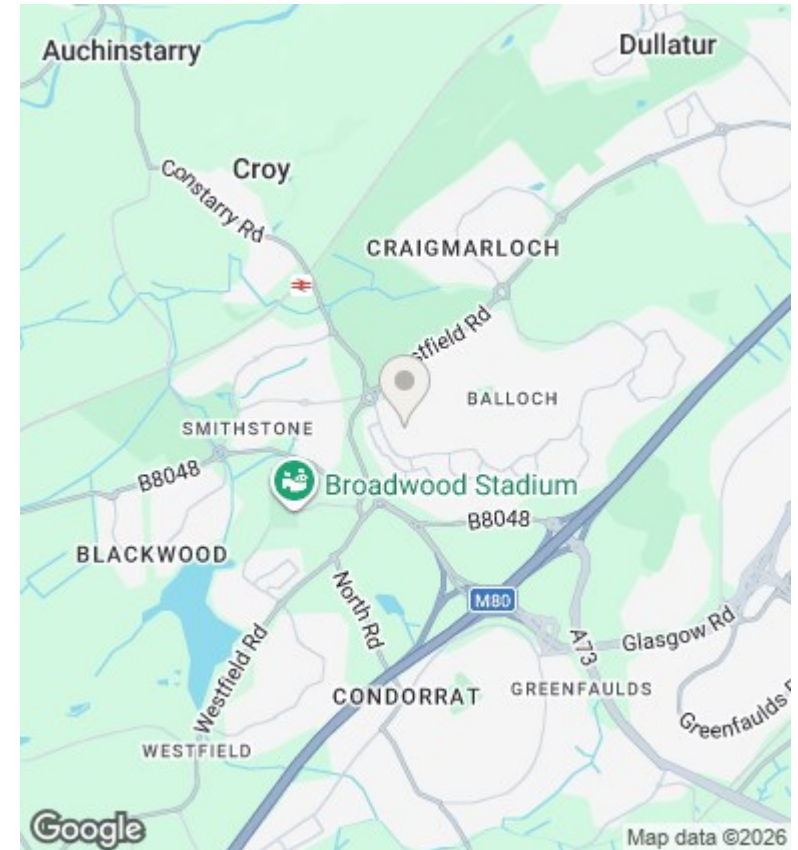 Auchinstarry
Dullatur
Croy
Constarry Rd
CRAIGMARLOCH
stfield Rd
BALLOCH
SMITHSTONE
B8048
Broadwood Stadium
B8048
BLACKWOOD
M80
North Rd
A73
Glasgow Rd
Westfield Rd
CONDORRAT
GREENFAULDS
Greenfaulds R
WESTFIELD
Google
Map data ©2026